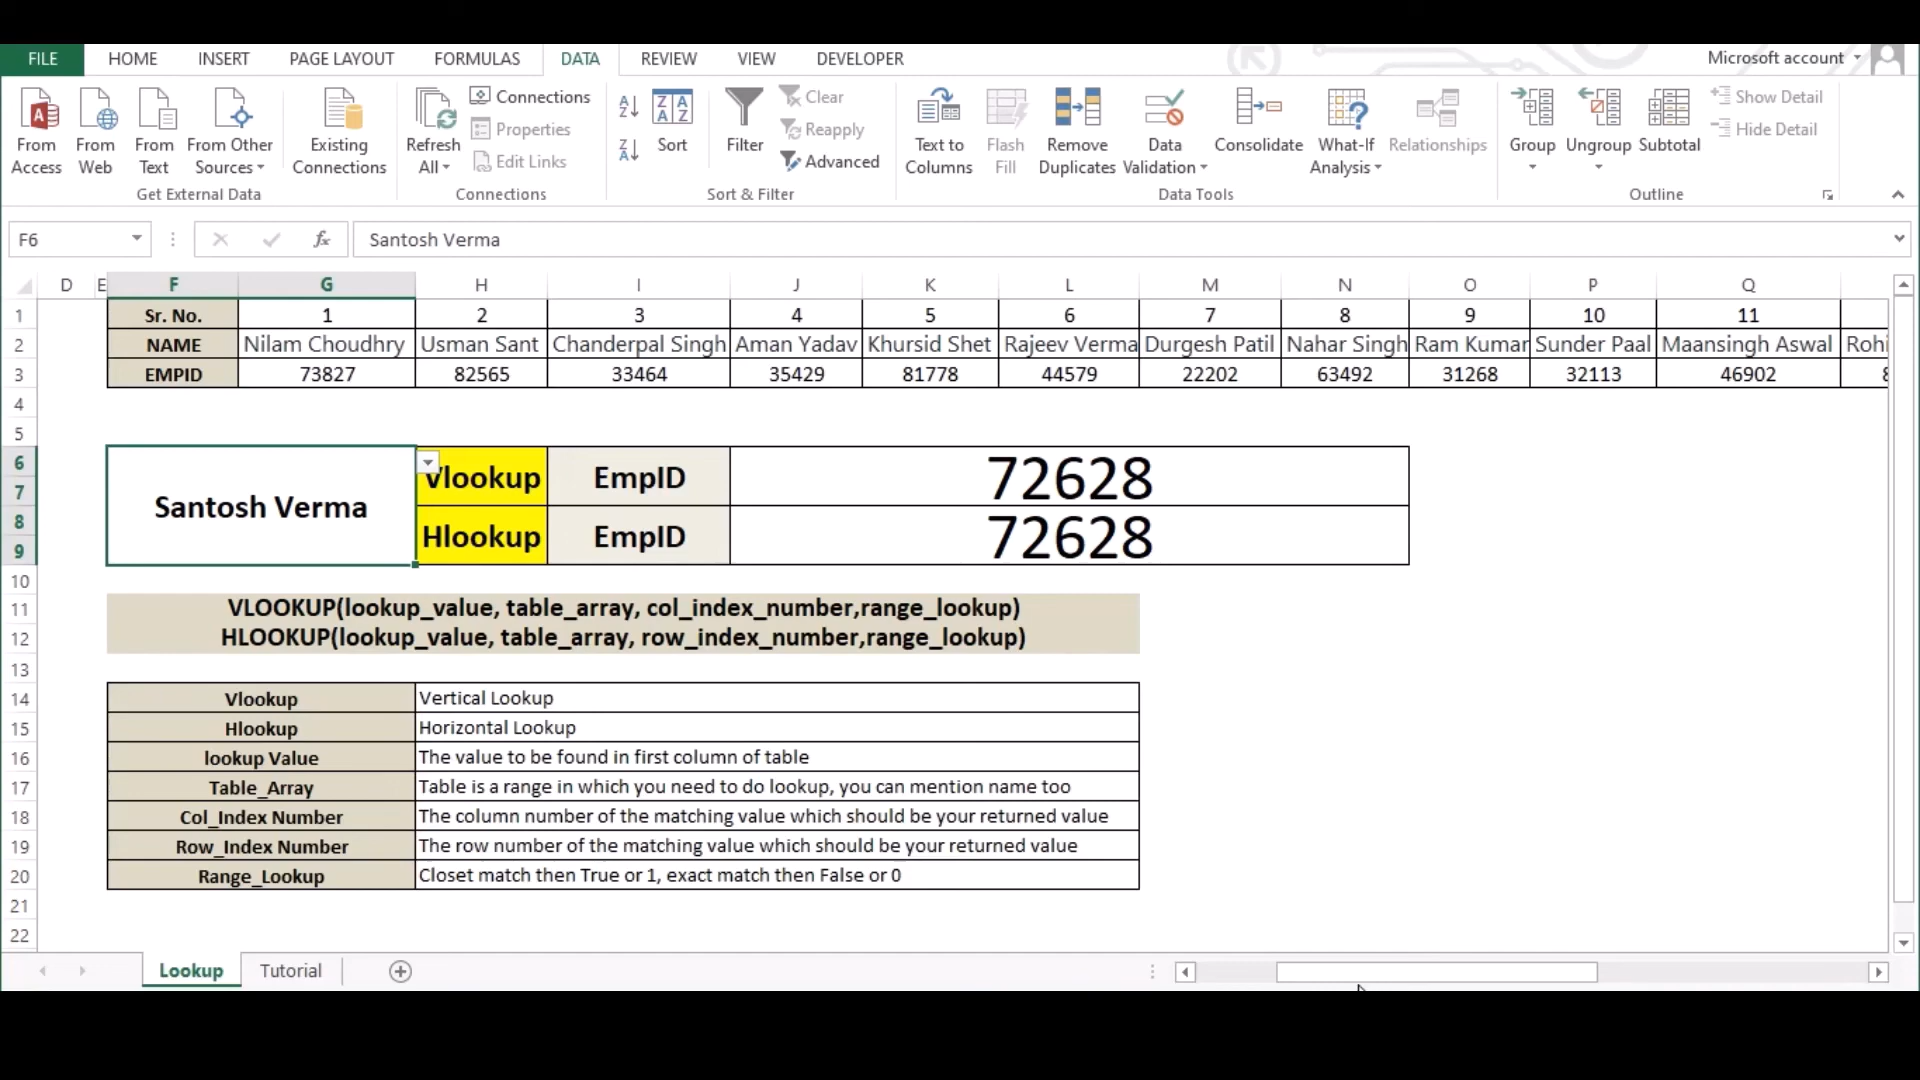 FILE HOME INSERT PAGE LAYOUT FORMULAS DATA REVIEW VIEW DEVELOPER Microsoft account
From Access From Web From Text From Other Sources Existing Connections Refresh All Connections Properties Edit Links Sort Filter Clear Reapply Advanced Text to Columns Flash Fill Remove Duplicates Data Validation Consolidate What-If Analysis Relationships Group Ungroup Subtotal Show Detail Hide Detail
Get External Data Connections Sort & Filter Data Tools Outline
F6 fx Santosh Verma
D E F G H I J K L M N O P Q
1 Sr. No. 1 2 3 4 5 6 7 8 9 10 11
2 NAME Nilam Choudhry Usman Sant Chanderpal Singh Aman Yadav Khursid Shet Rajeev Verma Durgesh Patil Nahar Singh Ram Kumar Sunder Paal Maansingh Aswal Rohi
3 EMPID 73827 82565 33464 35429 81778 44579 22202 63492 31268 32113 46902
4
5
6
7
8
9
Santosh Verma
Vlookup EmpID 72628
Hlookup EmpID 72628
10
11 VLOOKUP(lookup_value, table_array, col_index_number,range_lookup)
12 HLOOKUP(lookup_value, table_array, row_index_number,range_lookup)
13
14 Vlookup Vertical Lookup
15 Hlookup Horizontal Lookup
16 lookup Value The value to be found in first column of table
17 Table_Array Table is a range in which you need to do lookup, you can mention name too
18 Col_Index Number The column number of the matching value which should be your returned value
19 Row_Index Number The row number of the matching value which should be your returned value
20 Range_Lookup Closet match then True or 1, exact match then False or 0
21
22
Lookup Tutorial